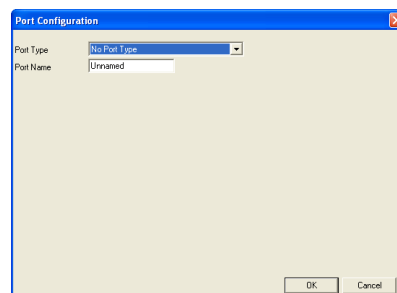 Port Configuration
Port Type No Port Type
Port Name Unnamed
OK Cancel